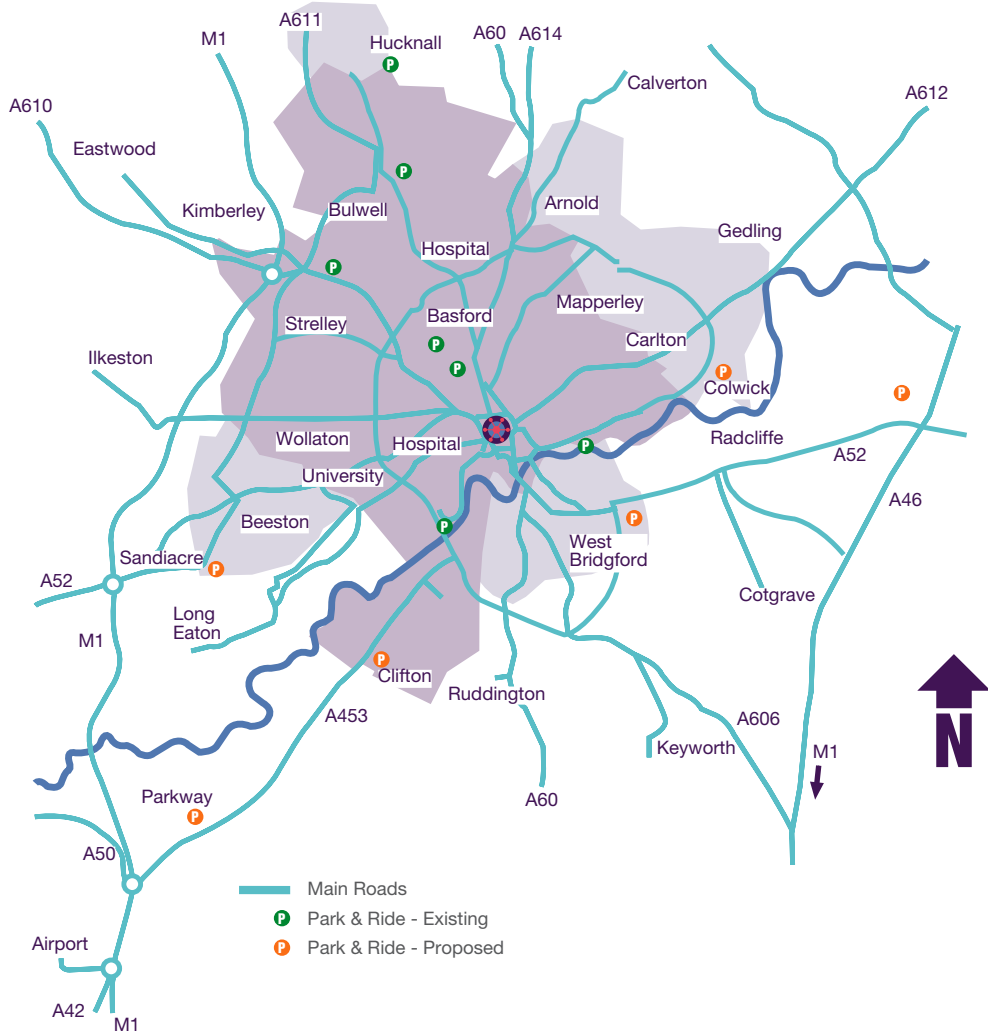 A611
A60
A614
M1
Hucknall
Calverton
A610
A612
Eastwood
Kimberley
Bulwell
Arnold
Gedling
Hospital
Mapperley
Strelley
Basford
Carlton
Ilkeston
Colwick
Wollaton
Hospital
Radcliffe
A52
University
A46
Beeston
West
Bridgford
Sandiacre
A52
Cotgrave
Long
Eaton
M1
Clifton
Ruddington
A453
A606
Keyworth
N
M1
Parkway
A60
A50
Main Roads
P Park & Ride - Existing
P Park & Ride - Proposed
Airport
A42
M1
P
P
P
P
P
P
P
P
P
P
P
P
P